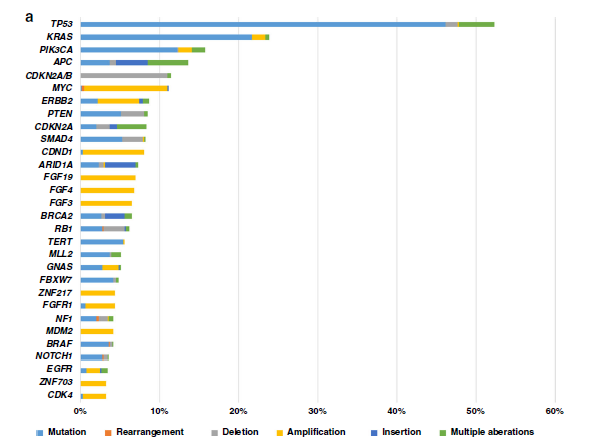 a
TP53
KRAS
PIK3CA
APC
CDKN2A/B
MYC
ERBB2
PTEN
CDKN2A
SMAD4
CDND1
ARID1A
FGF19
FGF4
FGF3
BRCA2
RB1
TERT
MLL2
GNAS
FBXW7
ZNF217
FGFR1
NF1
MDM2
BRAF
NOTCH1
EGFR
ZNF703
CDK4
0% 10% 20% 30% 40% 50% 60%
Mutation Rearrangement Deletion Amplification Insertion Multiple aberations